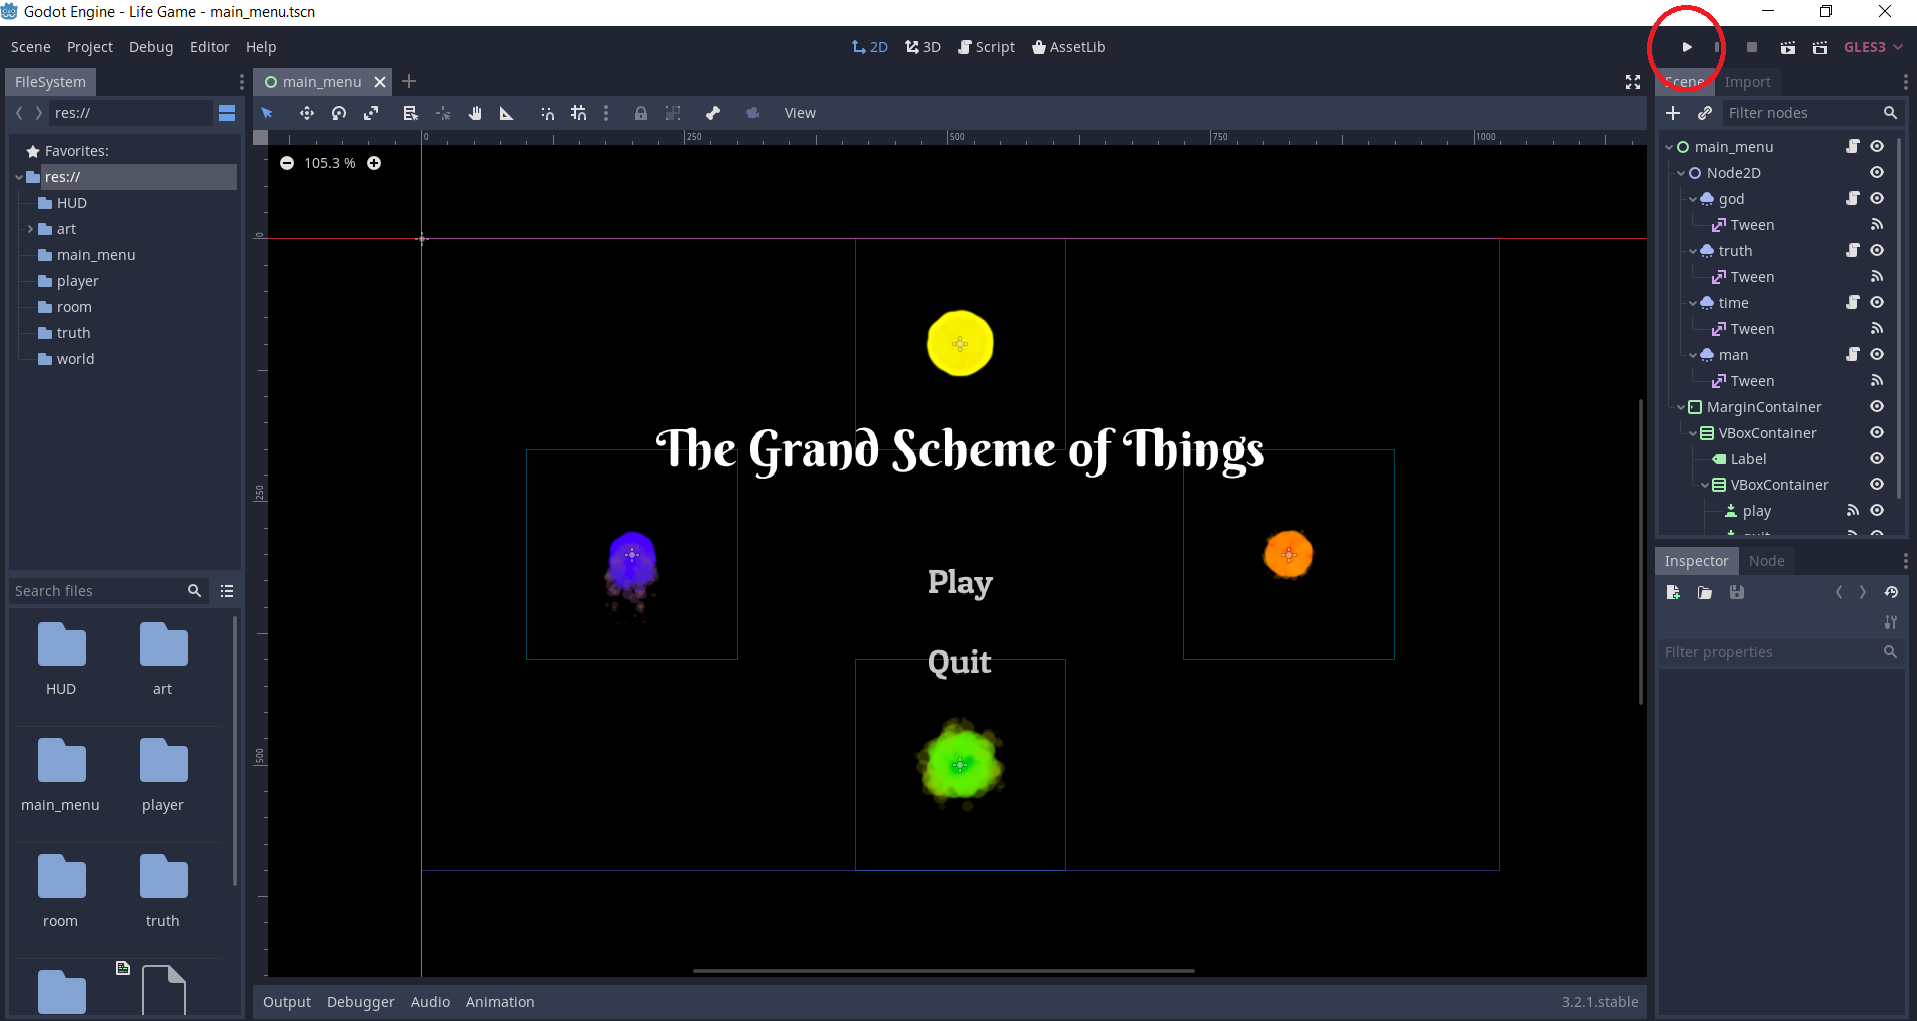 Godot Engine - Life Game - main_menu.tscn
Scene Project Debug Editor Help
2D 3D Script AssetLib
GLES3
FileSystem
main_menu
Scene Import
res://
View
Filter nodes
0 250 500 750 1000
0
250
500
105.3 %
Favorites:
res://
HUD
art
main_menu
player
room
truth
world
Search files
HUD art
main_menu player
room truth
The Grand Scheme of Things
Play
Quit
main_menu
Node2D
god
Tween
truth
Tween
time
Tween
man
Tween
MarginContainer
VBoxContainer
Label
VBoxContainer
play
quit
Inspector Node
Filter properties
Output Debugger Audio Animation
3.2.1.stable